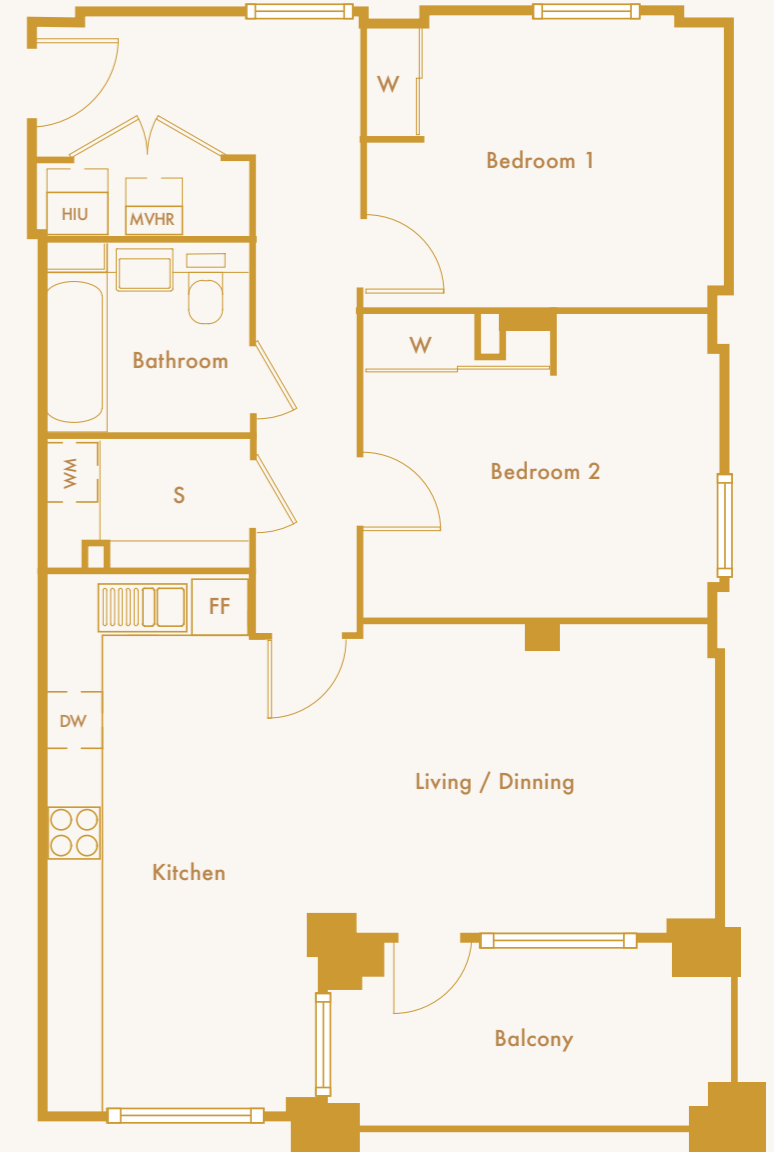 W
Bedroom 1
HIU
MVHR
Bathroom
W
WM
S
Bedroom 2
FF
DW
Living / Dinning
Kitchen
Balcony